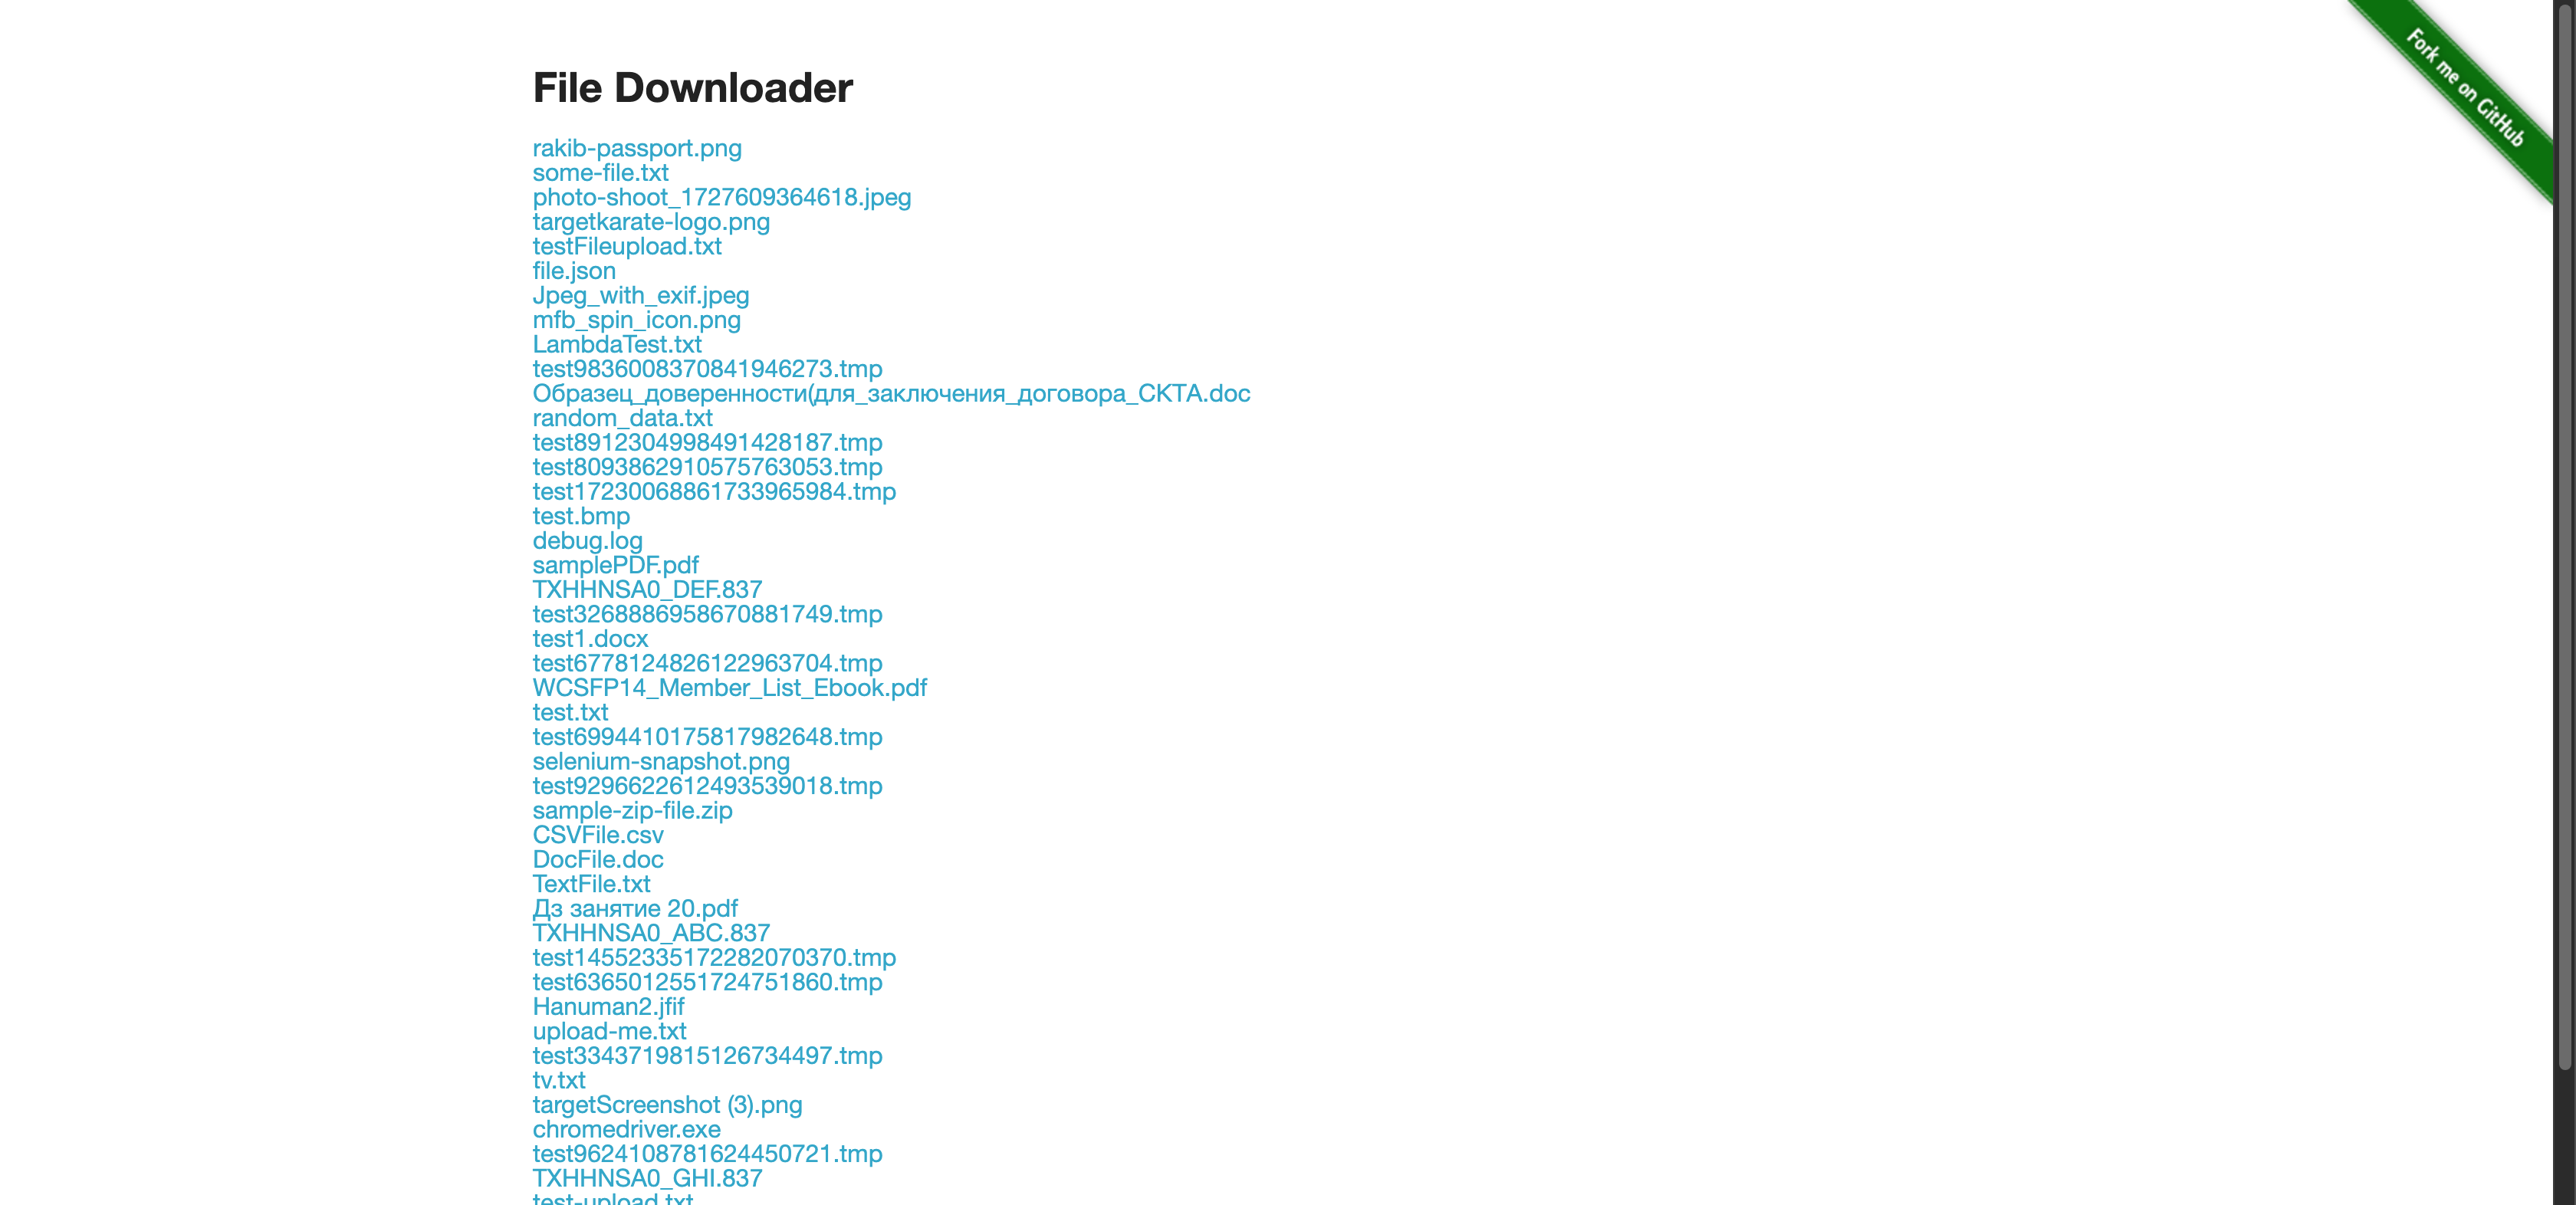 File Downloader
Fork me on GitHub
rakib-passport.png
some-file.txt
photo-shoot_1727609364618.jpeg
targetkarate-logo.png
testFileupload.txt
file.json
Jpeg_with_exif.jpeg
mfb_spin_icon.png
LambdaTest.txt
test9836008370841946273.tmp
Образец_доверенности(для_заключения_договора_СКТА.doc
random_data.txt
test8912304998491428187.tmp
test8093862910575763053.tmp
test17230068861733965984.tmp
test.bmp
debug.log
samplePDF.pdf
TXHHNSA0_DEF.837
test3268886958670881749.tmp
test1.docx
test6778124826122963704.tmp
WCSFP14_Member_List_Ebook.pdf
test.txt
test6994410175817982648.tmp
selenium-snapshot.png
test9296622612493539018.tmp
sample-zip-file.zip
CSVFile.csv
DocFile.doc
TextFile.txt
Дз занятие 20.pdf
TXHHNSA0_ABC.837
test14552335172282070370.tmp
test6365012551724751860.tmp
Hanuman2.jfif
upload-me.txt
test3343719815126734497.tmp
tv.txt
targetScreenshot (3).png
chromedriver.exe
test9624108781624450721.tmp
TXHHNSA0_GHI.837
test-upload.txt